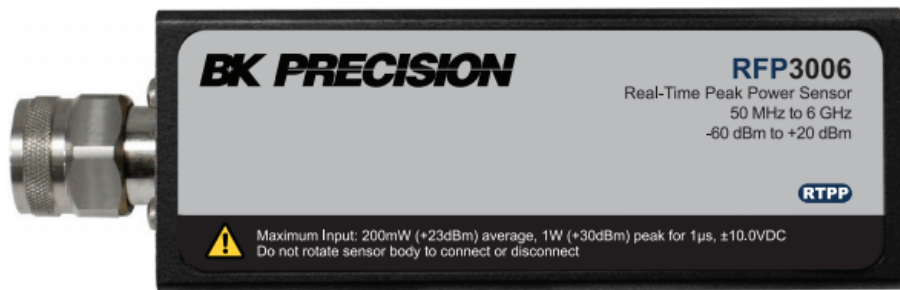 BK PRECISION
RFP3006
Real-Time Peak Power Sensor
50 MHz to 6 GHz
-60 dBm to +20 dBm
RTPP
Maximum Input: 200mW (+23dBm) average, 1W (+30dBm) peak for 1µs, ±10.0VDC
Do not rotate sensor body to connect or disconnect